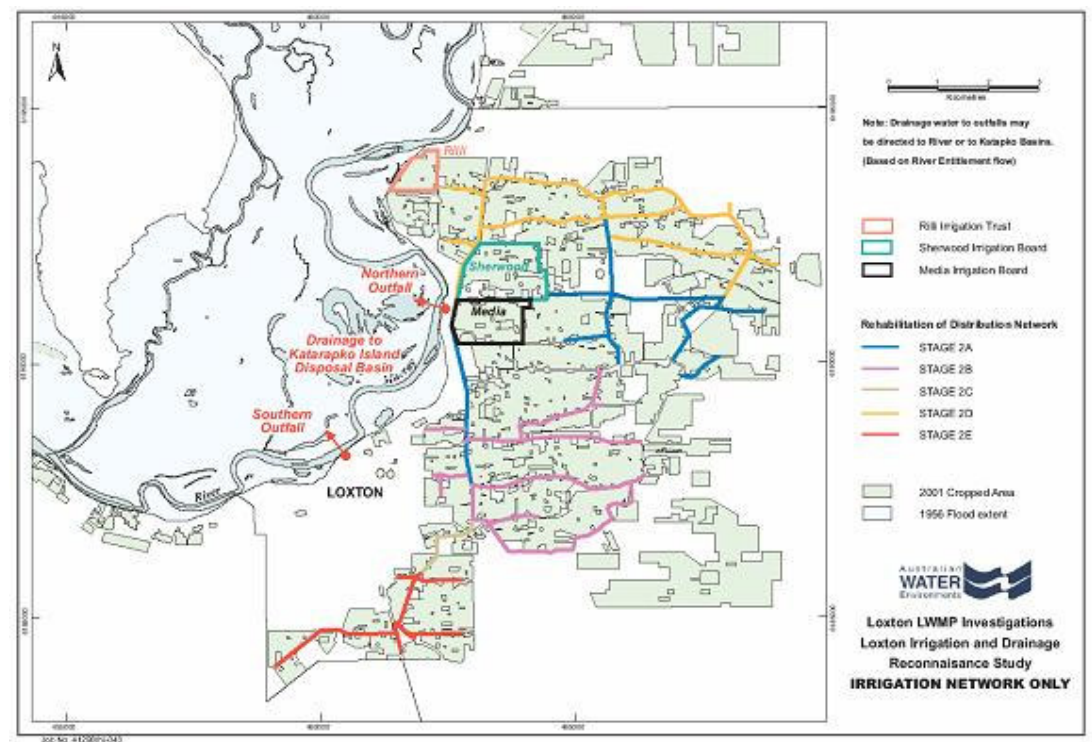 N
Rilli
Sherwood
Northern
Outfall
Media
Drainage to
Katarapko Island
Disposal Basin
Southern
Outfall
LOXTON
River
Kilometres
Note: Drainage water to outfalls may
be directed to River or to Katapko Basins.
(Based on River Entitlement flow)
Rilli Irrigation Trust
Sherwood Irrigation Board
Media Irrigation Board
Rehabilitation of Distribution Network
STAGE 2A
STAGE 2B
STAGE 2C
STAGE 2D
STAGE 2E
2001 Cropped Area
1956 Flood extent
Australian
WATER
Environments
Loxton LWMP Investigations
Loxton Irrigation and Drainage
Reconnaisance Study
IRRIGATION NETWORK ONLY